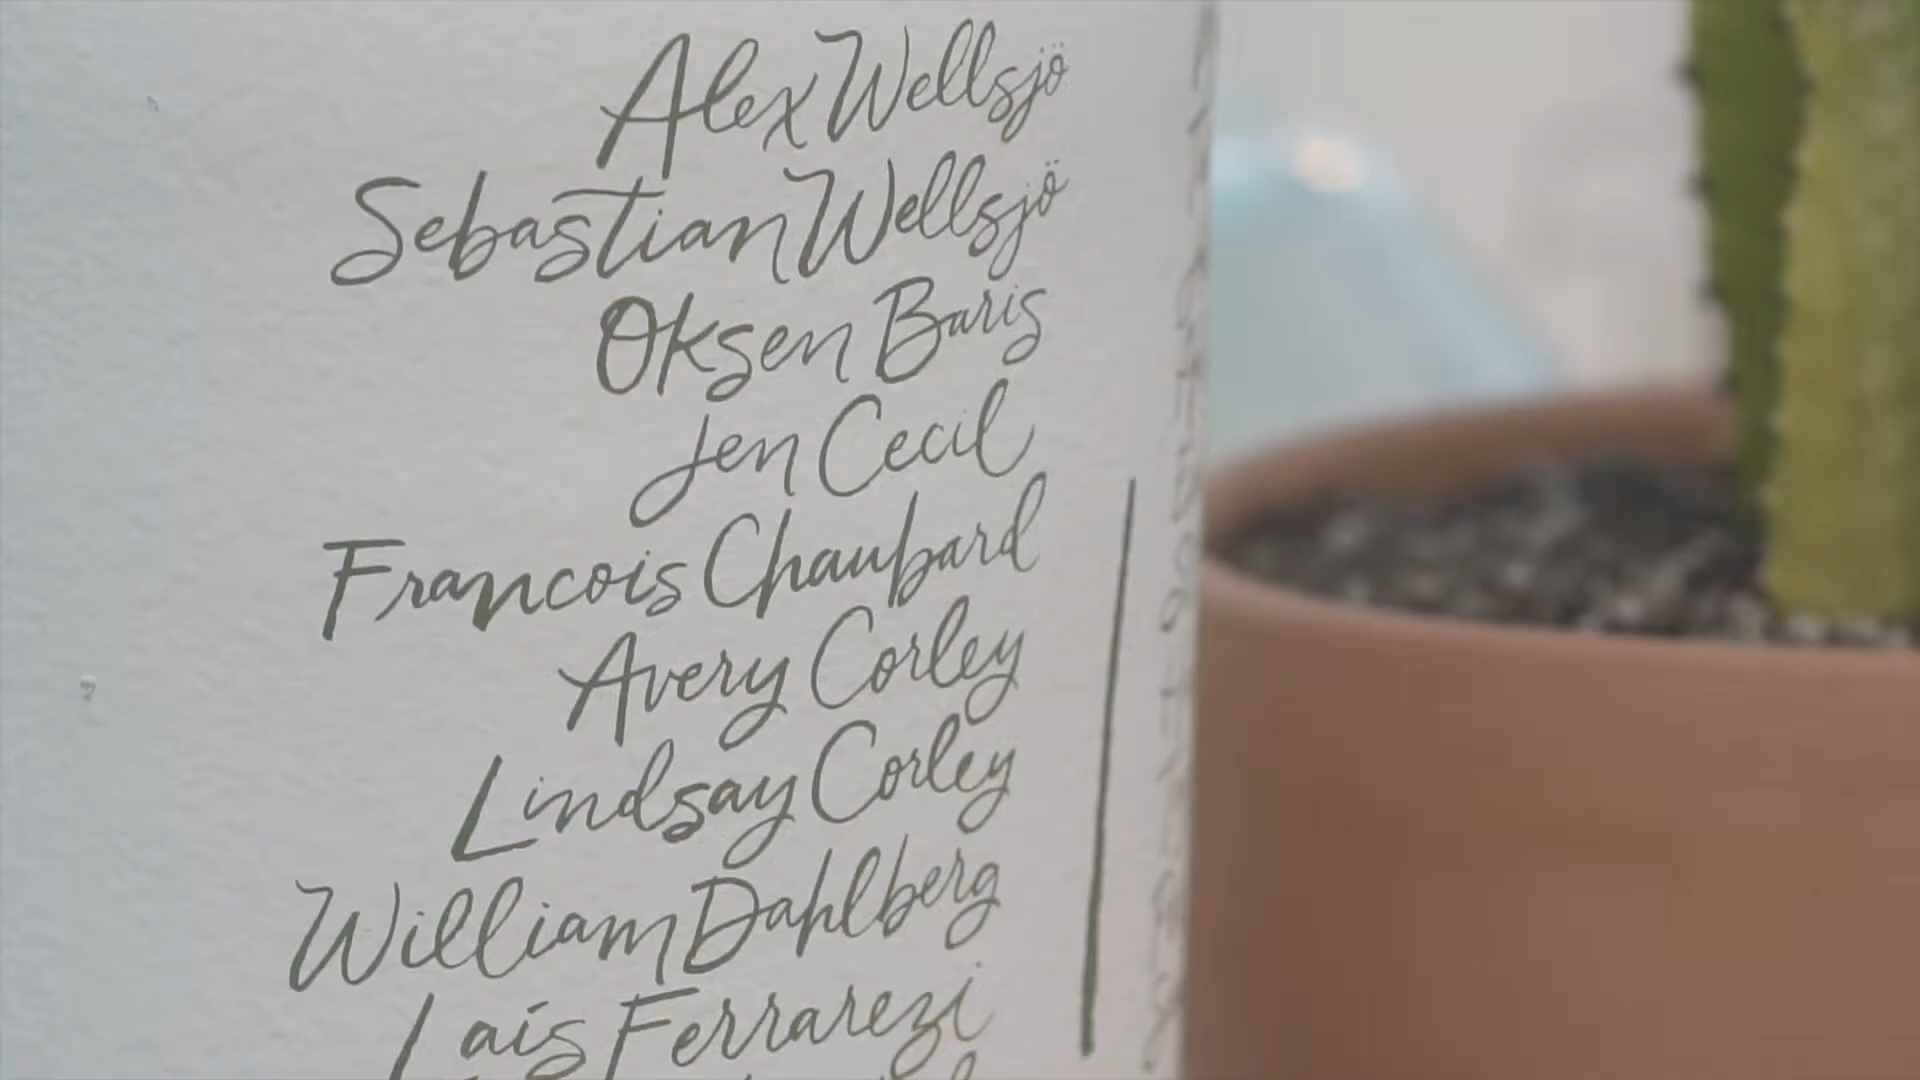 Alex Wellsjö
Sebastian Wellsjö
Oksen Baris
Jen Cecil
Francois Chaubard
Avery Corley
Lindsay Corley
William Dahlberg
Lais Ferrarezi